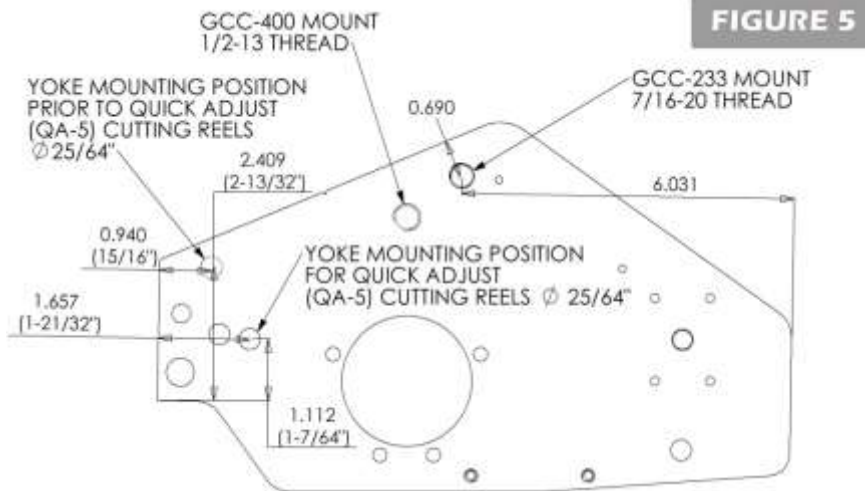 FIGURE 5
GCC-400 MOUNT
1/2-13 THREAD
GCC-233 MOUNT
7/16-20 THREAD
YOKE MOUNTING POSITION
PRIOR TO QUICK ADJUST
(QA-5) CUTTING REELS
∅ 25/64"
0.690
2.409
(2-13/32")
6.031
0.940
(15/16")
YOKE MOUNTING POSITION
FOR QUICK ADJUST
(QA-5) CUTTING REELS ∅ 25/64"
1.657
(1-21/32")
1.112
(1-7/64")